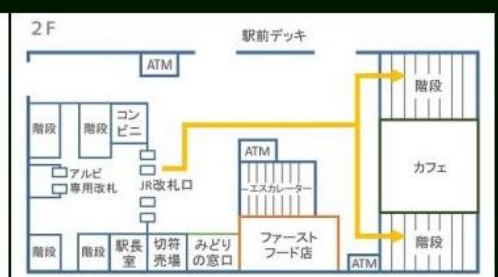 2F
駅前デッキ
ATM
階段
階段
階段
コン
ビニ
ATM
カフェ
アルビ
専用改札
JR改札口
エスカレーター
階段
階段
駅長
室
切符
売場
みどり
の窓口
ファースト
フード店
ATM
階段